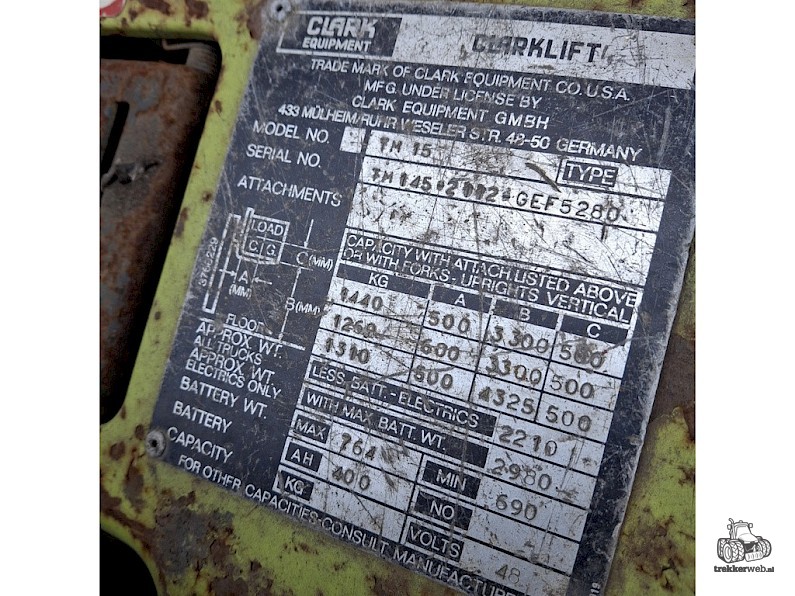 CLARK EQUIPMENT CLARKLIFT
TRADE MARK OF CLARK EQUIPMENT CO. U.S.A.
MFG. UNDER LICENSE BY
CLARK EQUIPMENT GMBH
433 MÜLHEIM/RUHR WESELER STR. 48-50 GERMANY
MODEL NO. TM 15 TYPE
SERIAL NO. GEF5280
ATTACHMENTS
CAPACITY WITH ATTACH LISTED ABOVE
OR WITH FORKS - UPRIGHTS VERTICAL
LOAD
C.G.
C (MM)
A
(MM)
B (MM)
FLOOR
KG A B C
1440 500 3300 500
1260 600 3300 500
1310 500 4325 500
APPROX WT. ALL TRUCKS LESS BATT. - ELECTRICS 2210
APPROX WT. ELECTRICS ONLY WITH MAX BATT. WT. 2980
BATTERY WT. MAX 764 MIN 690
BATTERY AH 400 NO
CAPACITY KG VOLTS 48
FOR OTHER CAPACITIES CONSULT MANUFACTURE
trekkerweb.nl